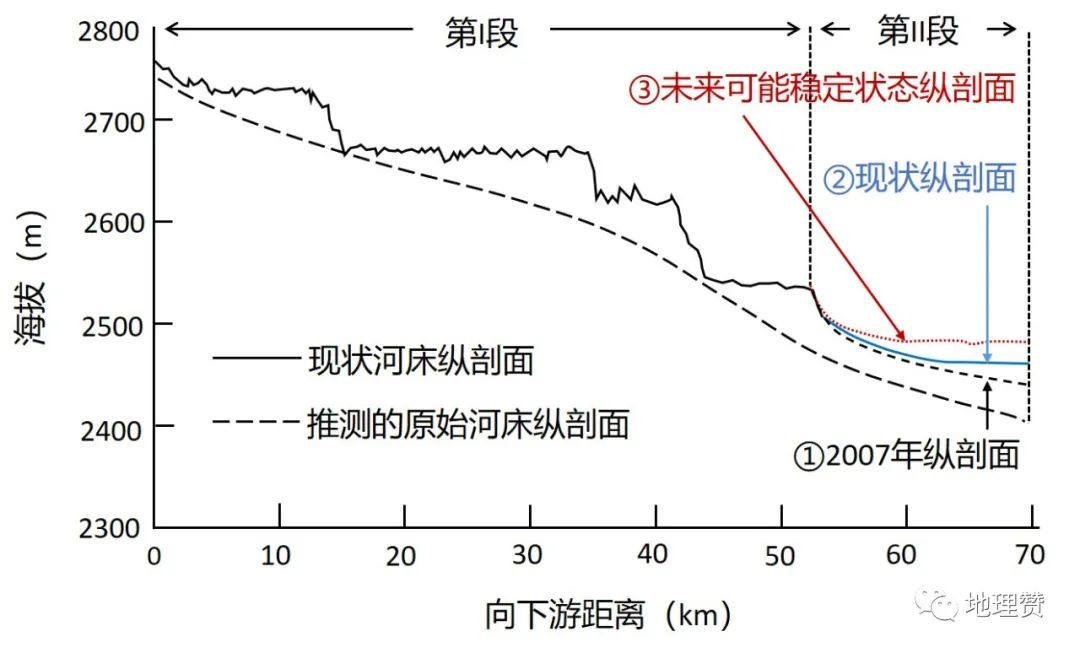 2800
第I段
第II段
③未来可能稳定状态纵剖面
2700
②现状纵剖面
2600
海拔（m）
2500
现状河床纵剖面
推测的原始河床纵剖面
2400
①2007年纵剖面
2300
0 10 20 30 40 50 60 70
向下游距离（km）
地理赞